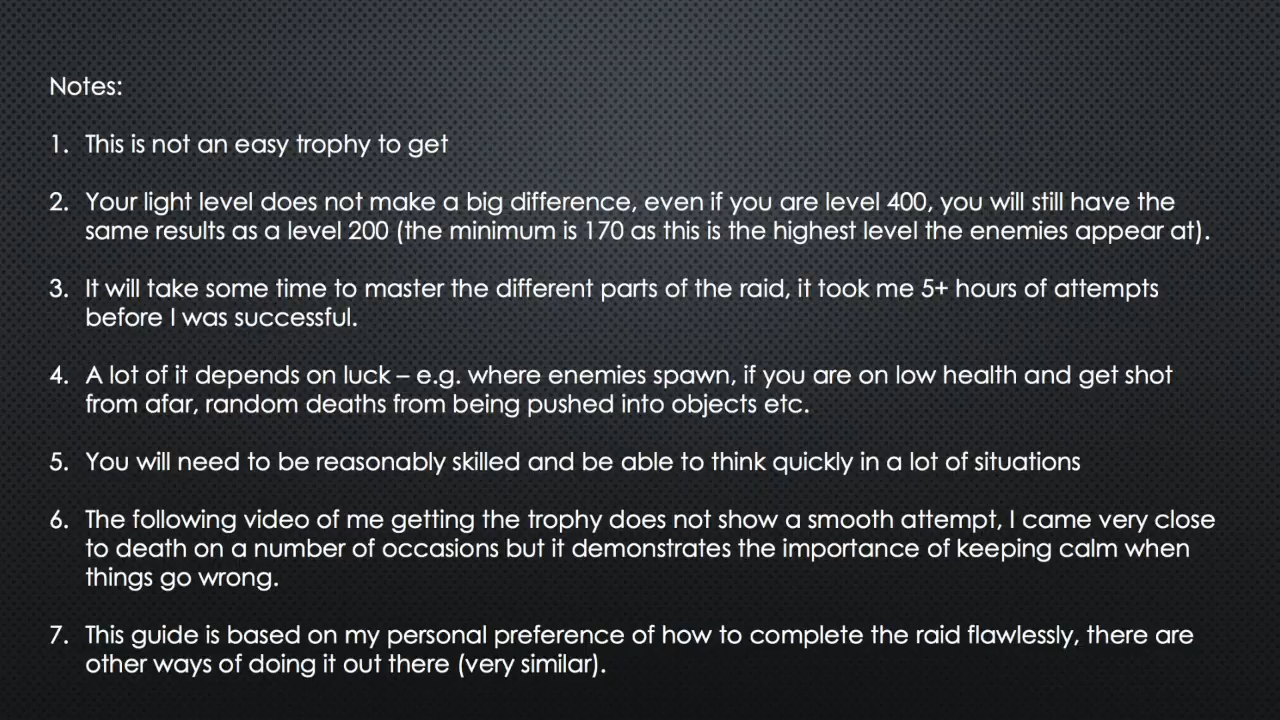 Notes:
1. This is not an easy trophy to get
2. Your light level does not make a big difference, even if you are level 400, you will still have the
same results as a level 200 (the minimum is 170 as this is the highest level the enemies appear at).
3. It will take some time to master the different parts of the raid, it took me 5+ hours of attempts
before I was successful.
4. A lot of it depends on luck – e.g. where enemies spawn, if you are on low health and get shot
from afar, random deaths from being pushed into objects etc.
5. You will need to be reasonably skilled and be able to think quickly in a lot of situations
6. The following video of me getting the trophy does not show a smooth attempt, I came very close
to death on a number of occasions but it demonstrates the importance of keeping calm when
things go wrong.
7. This guide is based on my personal preference of how to complete the raid flawlessly, there are
other ways of doing it out there (very similar).